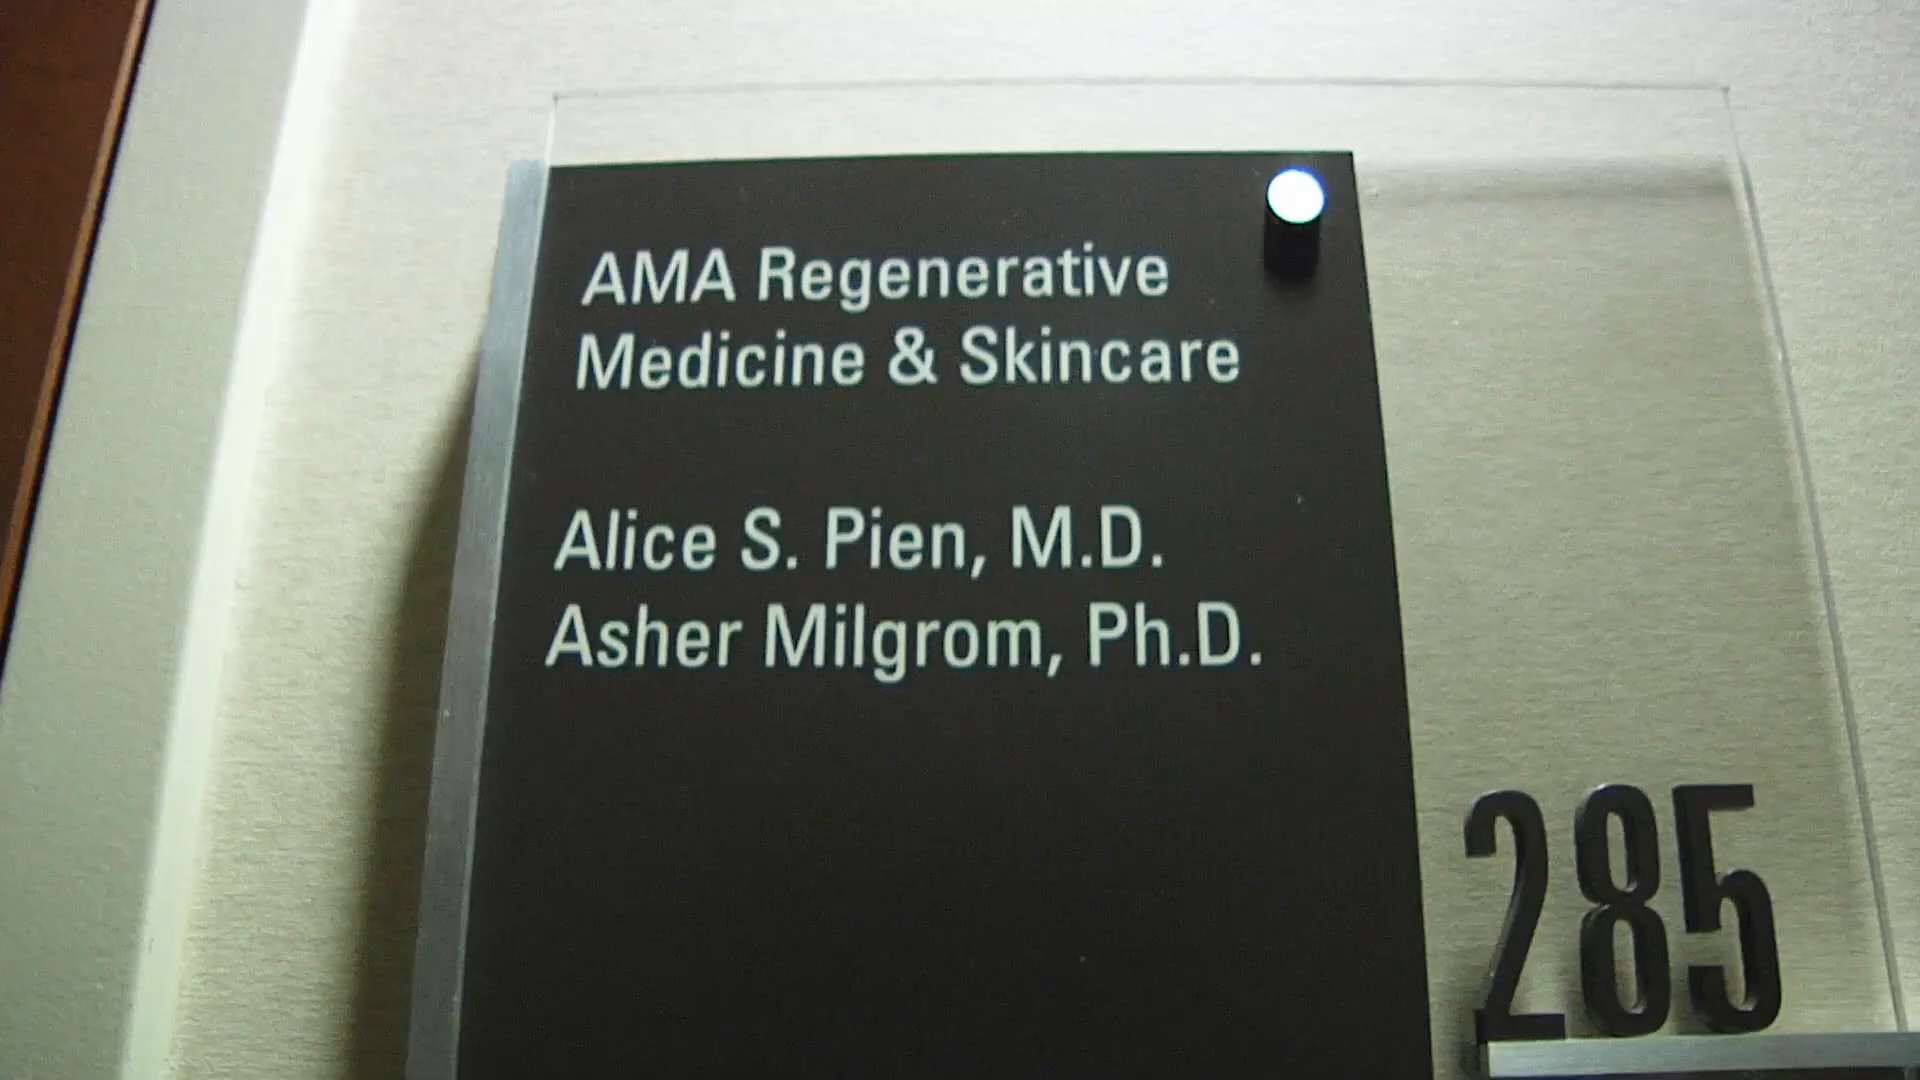 AMA Regenerative
Medicine & Skincare
Alice S. Pien, M.D.
Asher Milgrom, Ph.D.
285